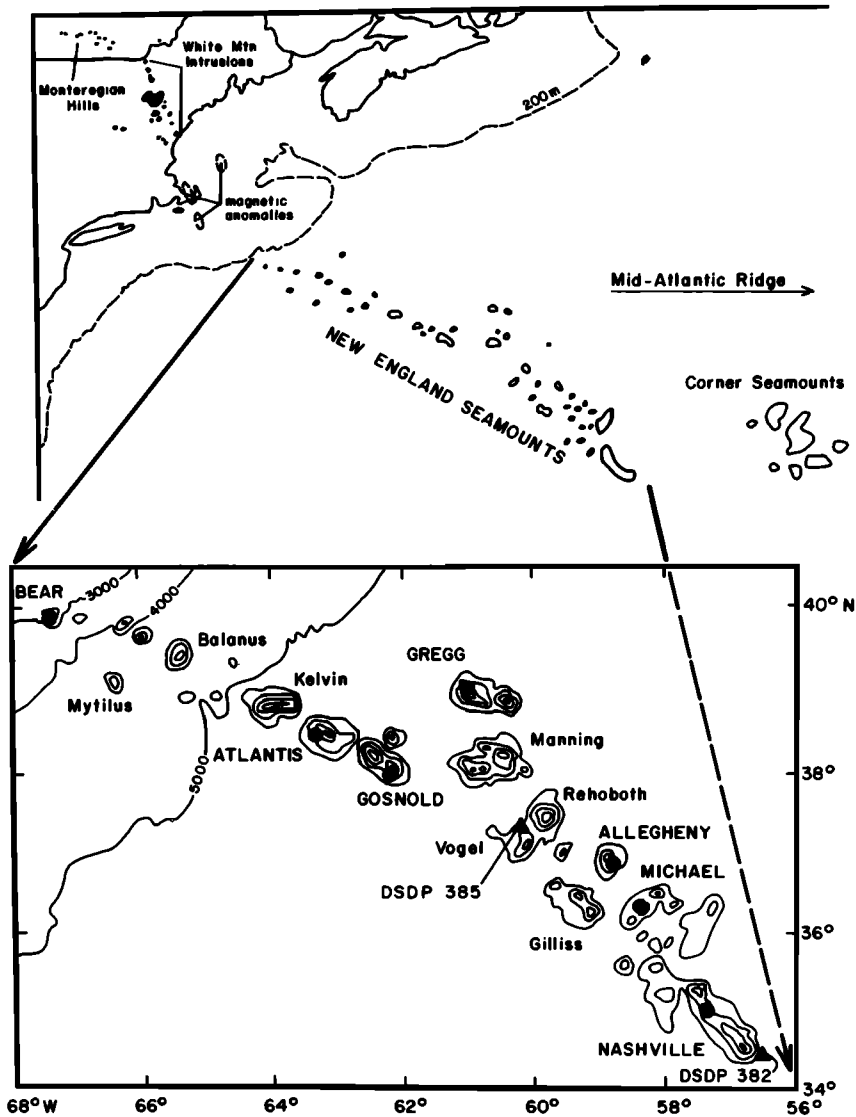 White Mtn
Intrusions
Monteregian
Hills
200m
magnetic
anomalies
Mid-Atlantic Ridge
NEW ENGLAND SEAMOUNTS
Corner Seamounts
BEAR
3000
4000
40° N
Balanus
Mytilus
Kelvin
GREGG
ATLANTIS
5000
GOSNOLD
Manning
38°
Rehoboth
Vogel
ALLEGHENY
DSDP 385
MICHAEL
Gilliss
36°
NASHVILLE
DSDP 382
34°
68° W
66°
64°
62°
60°
58°
56°